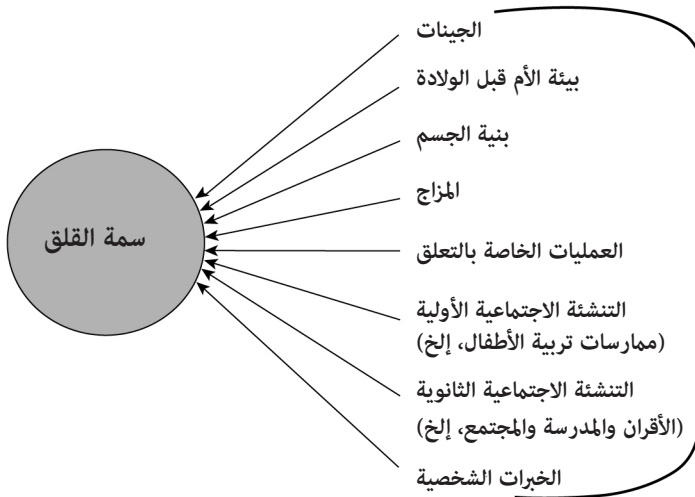 الجينات
بيئة الأم قبل الولادة
بنية الجسم
المزاج
سمة القلق
العمليات الخاصة بالتعلق
التنشئة الاجتماعية الأولية
(ممارسات تربية الأطفال، إلخ)
التنشئة الاجتماعية الثانوية
(الأقران والمدرسة والمجتمع، إلخ)
الخبرات الشخصية